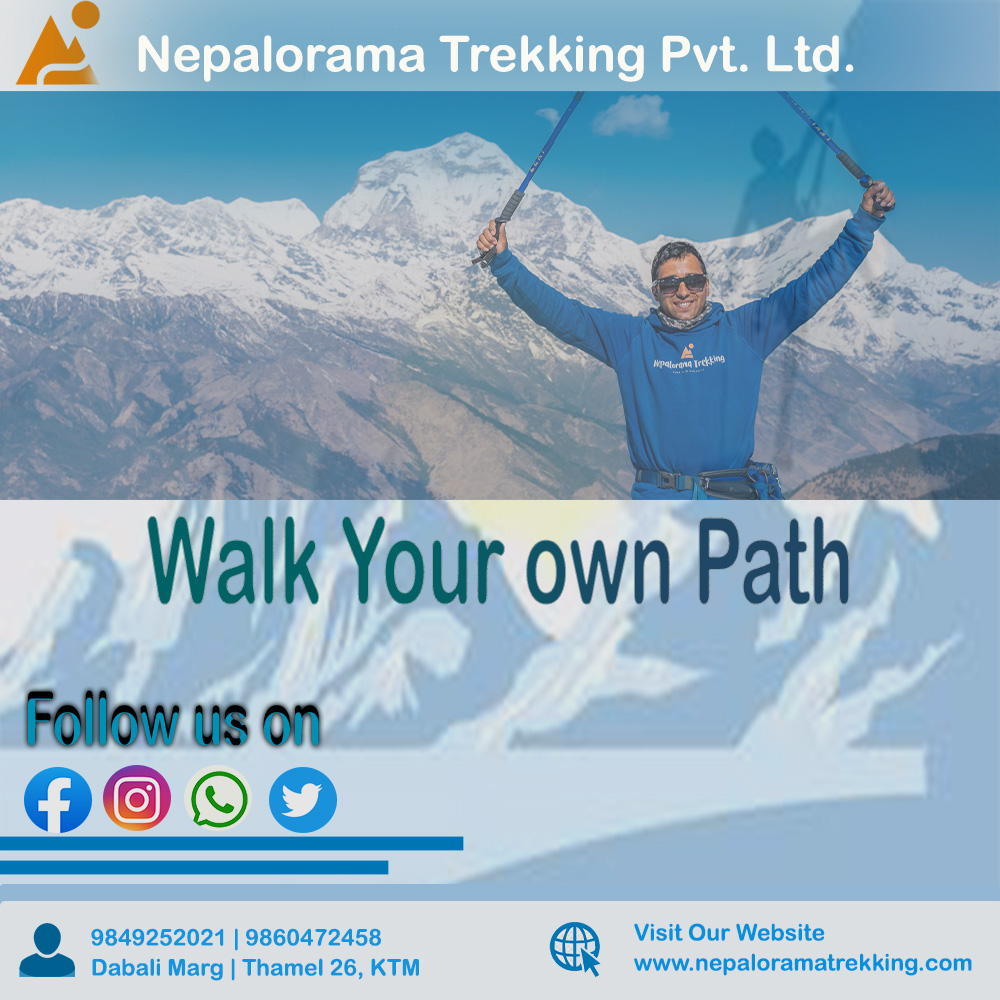 Nepalorama Trekking Pvt. Ltd.
Nepalorama Trekking
Walk Your own Path
Follow us on
9849252021 | 9860472458
Dabali Marg | Thamel 26, KTM
Visit Our Website
www.nepaloramatrekking.com